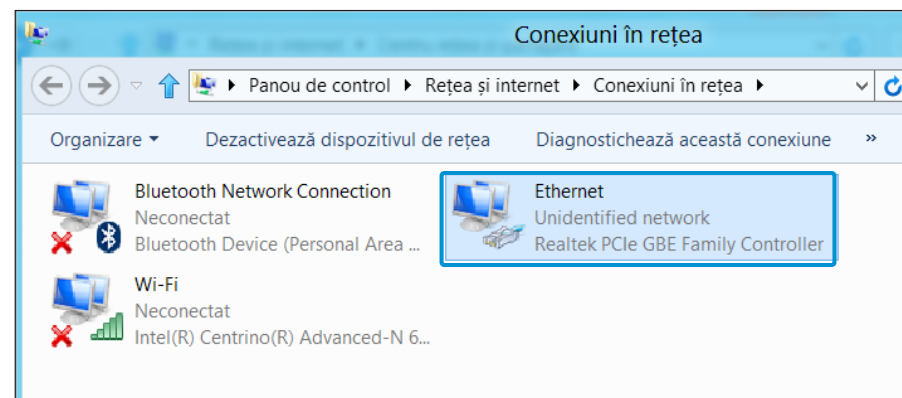 Conexiuni în rețea
Panou de control Rețea și internet Conexiuni în rețea
Organizare Dezactivează dispozitivul de rețea Diagnostichează această conexiune »
Bluetooth Network Connection
Neconectat
Bluetooth Device (Personal Area ...
Ethernet
Unidentified network
Realtek PCIe GBE Family Controller
Wi-Fi
Neconectat
Intel(R) Centrino(R) Advanced-N 6...